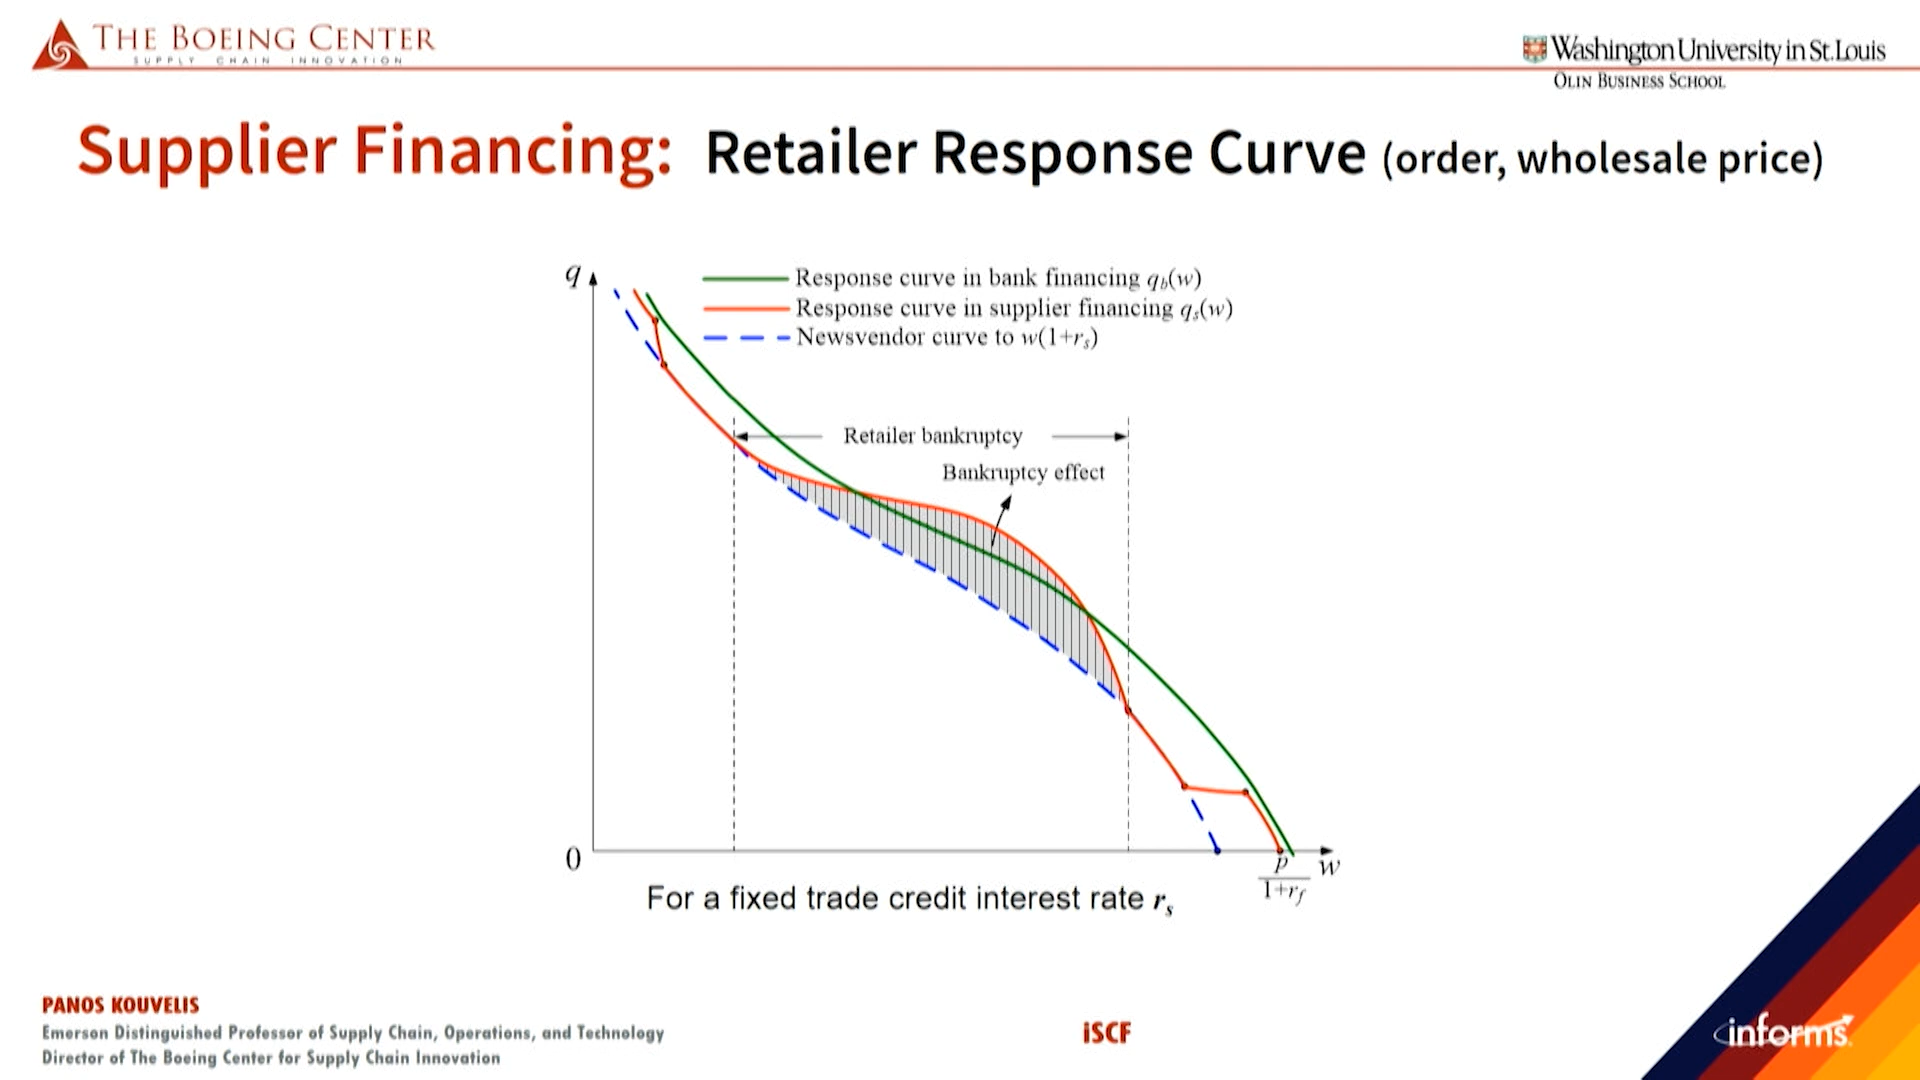 THE BOEING CENTER
SUPPLY CHAIN INNOVATION
Washington University in St.Louis
OLIN BUSINESS SCHOOL
Supplier Financing: Retailer Response Curve (order, wholesale price)
q
Response curve in bank financing q_b(w)
Response curve in supplier financing q_s(w)
Newsvendor curve to w(1+r_s)
Retailer bankruptcy
Bankruptcy effect
0
p
w
1+r_f
For a fixed trade credit interest rate r_s
PANOS KOUVELIS
Emerson Distinguished Professor of Supply Chain, Operations, and Technology
Director of The Boeing Center for Supply Chain Innovation
iSCF
informs